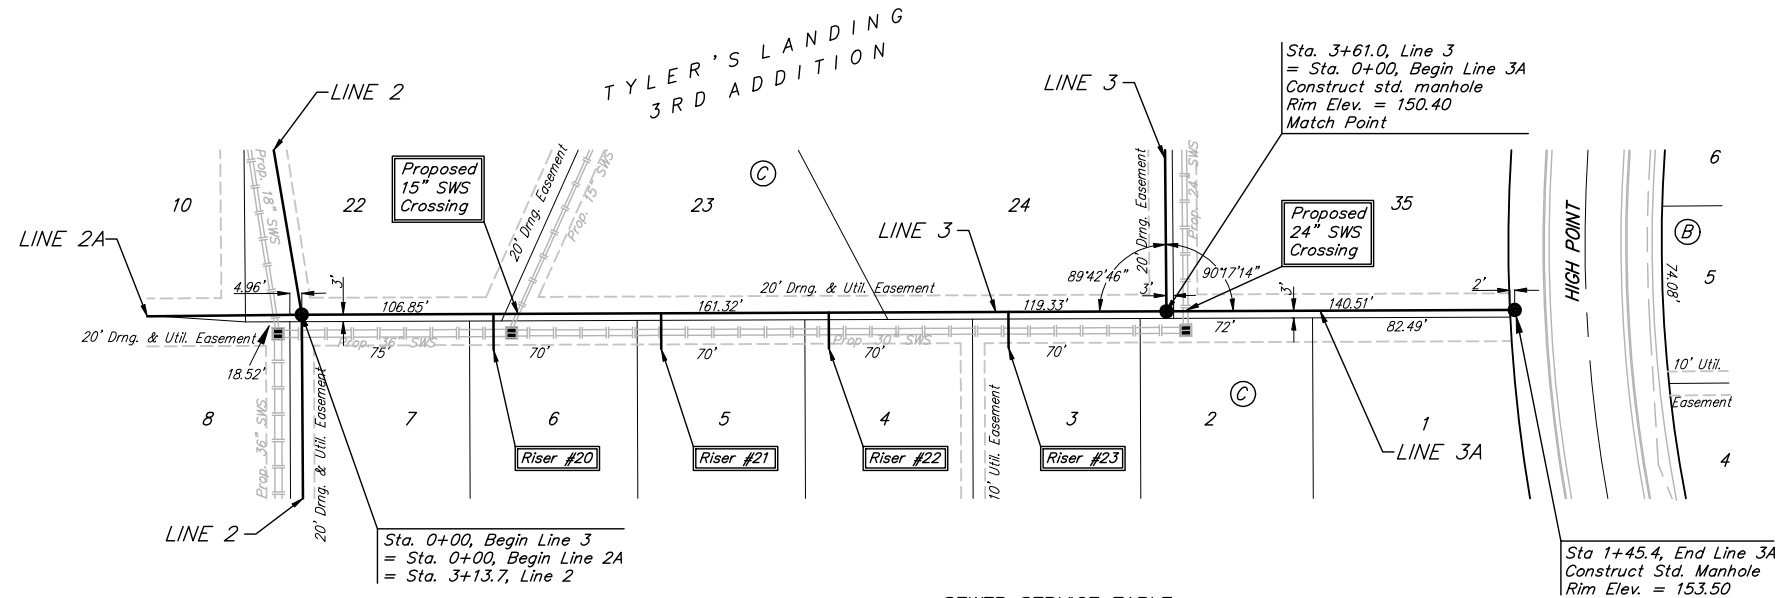 TYLER'S LANDING
3RD ADDITION
LINE 2
LINE 3
Sta. 3+61.0, Line 3
= Sta. 0+00, Begin Line 3A
Construct std. manhole
Rim Elev. = 150.40
Match Point
Prop. 18" SWS
Proposed
15" SWS
Crossing
20' Drng. Easement
Prop. 15" SWS
C
20' Drng. Easement
Prop. 24" SWS
Proposed
24" SWS
Crossing
10
22
23
24
35
6
HIGH POINT
B
5
74.08'
LINE 2A
LINE 3
89°42'46"
90°17'14"
4.96'
3'
20' Drng. & Util. Easement
3'
3'
2'
106.85'
161.32'
119.33'
140.51'
20' Drng. & Util. Easement
Prop. 36" SWS
Prop. 30" SWS
72'
82.49'
18.52'
75'
70'
70'
70'
70'
10' Util.
Easement
8
7
6
5
4
3
2
C
1
4
Prop. 36" SWS
20' Drng. & Util. Easement
10' Util. Easement
Riser #20
Riser #21
Riser #22
Riser #23
LINE 3A
LINE 2
Sta. 0+00, Begin Line 3
= Sta. 0+00, Begin Line 2A
= Sta. 3+13.7, Line 2
Sta 1+45.4, End Line 3A
Construct Std. Manhole
Rim Elev. = 153.50